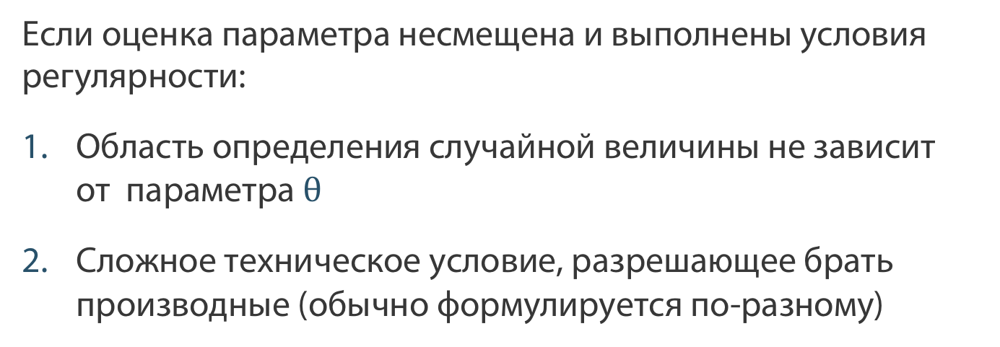 Если оценка параметра несмещена и выполнены условия
регулярности:
1. Область определения случайной величины не зависит
от параметра θ
2. Сложное техническое условие, разрешающее брать
производные (обычно формулируется по-разному)